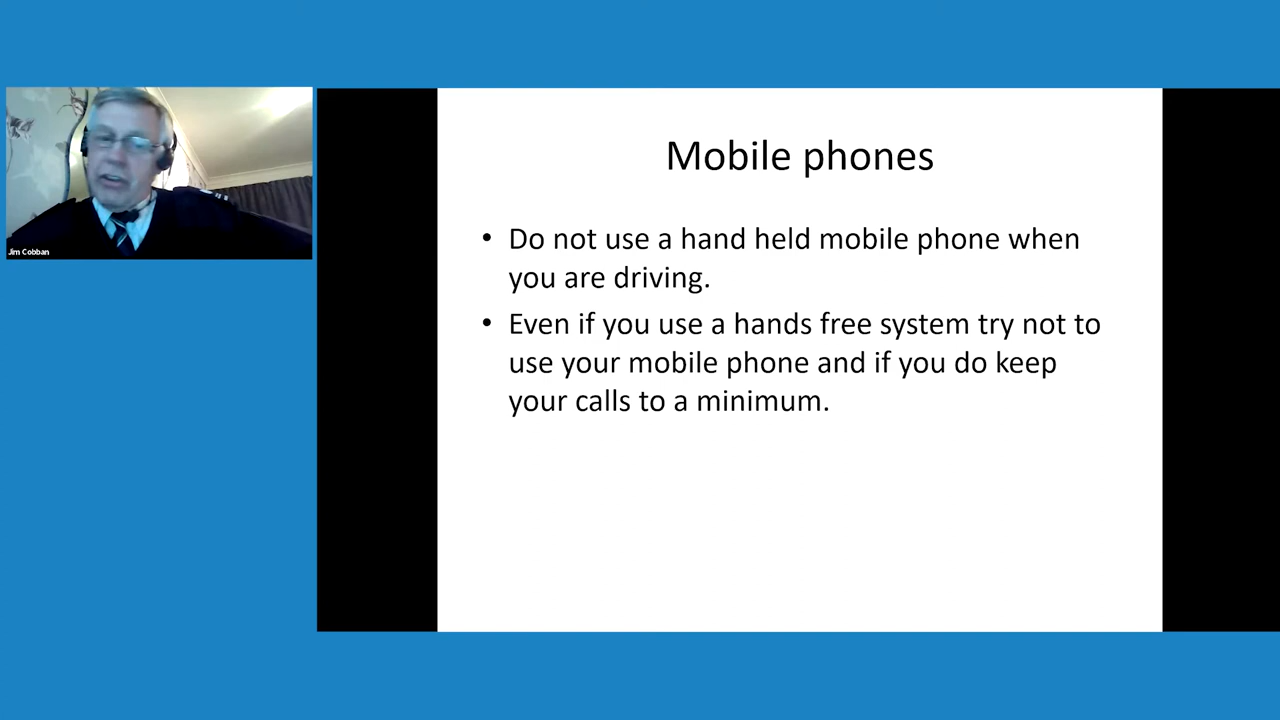 Jim Cobban
Mobile phones
• Do not use a hand held mobile phone when
you are driving.
• Even if you use a hands free system try not to
use your mobile phone and if you do keep
your calls to a minimum.